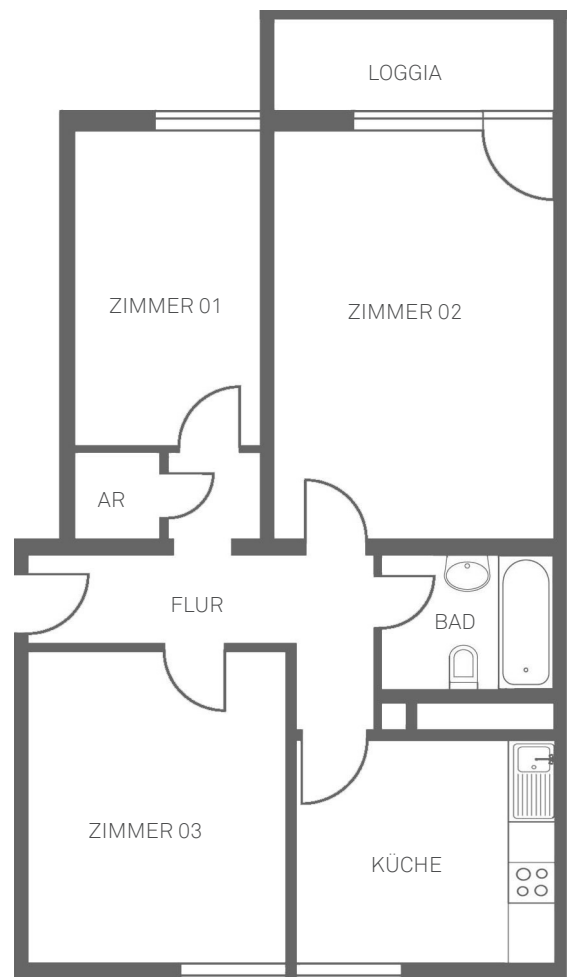 LOGGIA
ZIMMER 01
ZIMMER 02
AR
FLUR
BAD
ZIMMER 03
KÜCHE